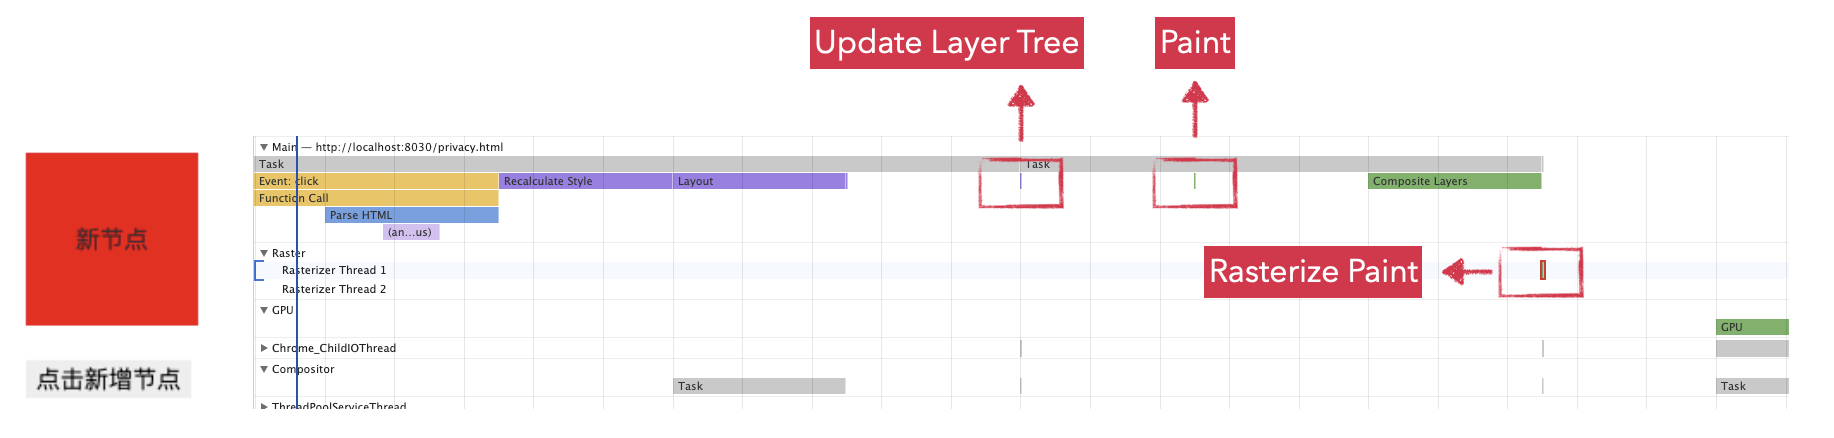 Update Layer Tree
Paint
Main — http://localhost:8030/privacy.html
Task
Task
Event: click
Recalculate Style
Layout
Composite Layers
Function Call
Parse HTML
(an...us)
新节点
Raster
Rasterizer Thread 1
Rasterize Paint
Rasterizer Thread 2
GPU
GPU
Chrome_ChildIOThread
Compositor
点击新增节点
Task
Task
ThreadPoolServiceThread